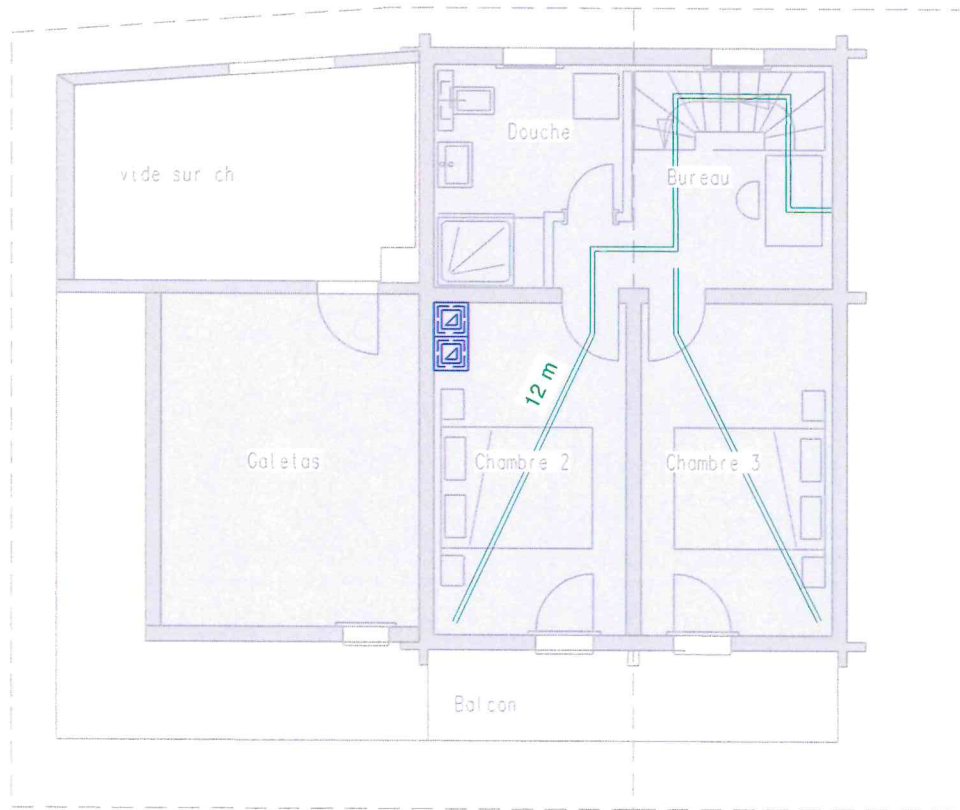 Douche
vide sur ch
Bureau
12 m
Galetas
Chambre 2
Chambre 3
Balcon